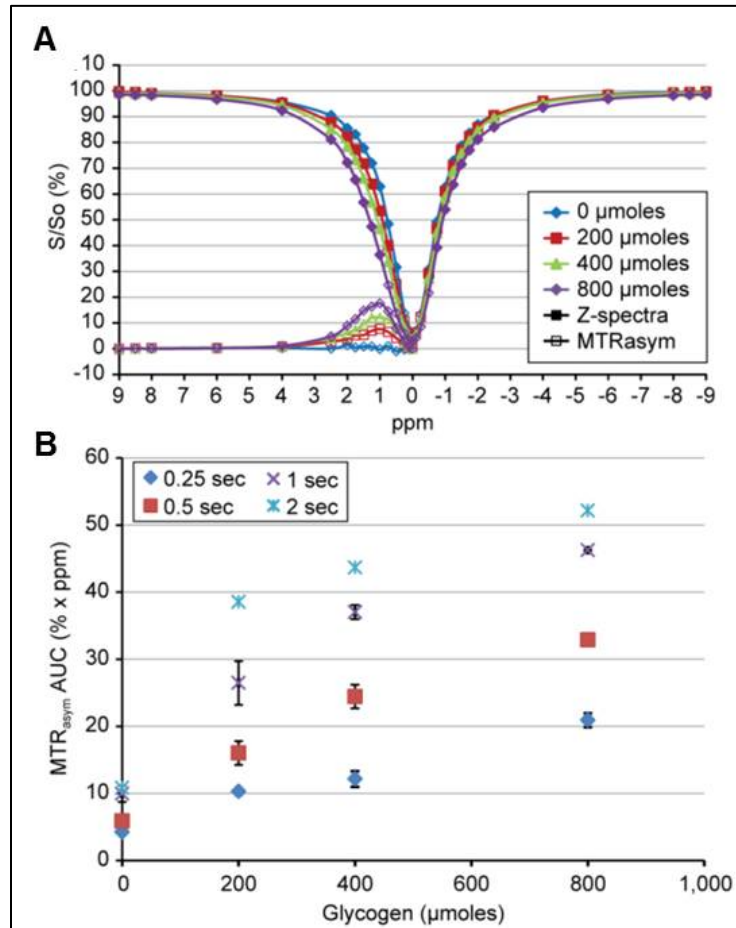 A
10
100
90
80
70
60
50
40
30
20
10
0
-10
S/So (%)
9 8 7 6 5 4 3 2 1 0 -1 -2 -3 -4 -5 -6 -7 -8 -9
ppm
0 µmoles
200 µmoles
400 µmoles
800 µmoles
Z-spectra
MTRasym
B
60
50
40
30
20
10
0
MTRasym AUC (% x ppm)
0.25 sec 1 sec
0.5 sec 2 sec
0 200 400 600 800 1,000
Glycogen (µmoles)